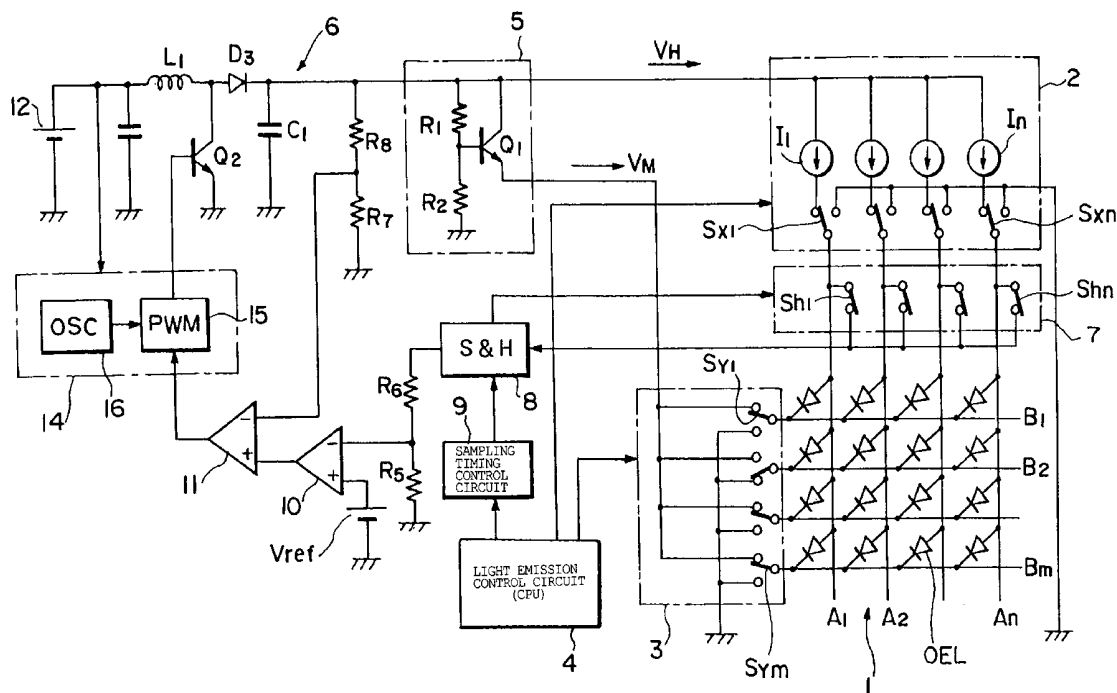 5
6
L1
D3
VH
2
12
C1
R8
R1
Q1
Q2
I1
In
VM
R7
R2
Sx1
Sxn
Sh1
Shn
OSC
PWM
15
S & H
7
14
16
R6
8
SY1
9
SAMPLING
TIMING
CONTROL
CIRCUIT
B1
B2
11
10
R5
Vref
LIGHT EMISSION
CONTROL CIRCUIT
(CPU)
Bm
4
3
SYm
A1
A2
An
OEL
1
-
+
-
+